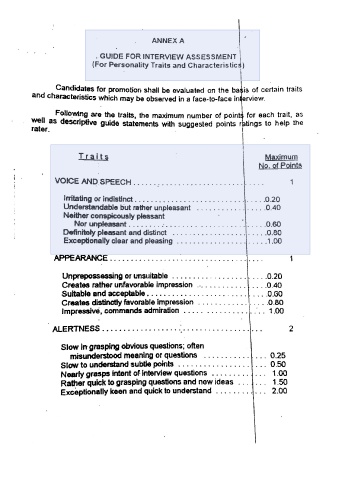 ANNEX A
. GUIDE FOR INTERVIEW ASSESSMENT
(For Personality Traits and Characteristics)
Candidates for promotion shall be evaluated on the basis of certain traits
and characteristics which may be observed in a face-to-face interview.
Following are the traits, the maximum number of points for each trait, as
well as descriptive guide statements with suggested points ratings to help the
rater.
Traits Maximum
No. of Points
VOICE AND SPEECH . . . . . . . . . . . . . . . . . . . . . . . . 1
Irritating or indistinct . . . . . . . . . . . . . . . . . . . . . . . . 0.20
Understandable but rather unpleasant . . . . . . . . . . . . 0.40
Neither conspicously pleasant
Nor unpleasant . . . . . . . . . . . . . . . . . . . . . . . . 0.60
Definitely pleasant and distinct . . . . . . . . . . . . . . . . 0.80
Exceptionally clear and pleasing . . . . . . . . . . . . . . . 1.00
APPEARANCE . . . . . . . . . . . . . . . . . . . . . . . . . . . . 1
Unprepossessing or unsuitable . . . . . . . . . . . . . . . . 0.20
Creates rather unfavorable impression . . . . . . . . . . . 0.40
Suitable and acceptable . . . . . . . . . . . . . . . . . . . . . 0.60
Creates distinctly favorable impression . . . . . . . . . . 0.80
Impressive, commands admiration . . . . . . . . . . . . . 1.00
ALERTNESS . . . . . . . . . . . . . . . . . . . . . . . . . . . . . 2
Slow in grasping obvious questions; often
misunderstood meaning or questions . . . . . . . . . . 0.25
Slow to understand subtle points . . . . . . . . . . . . . . 0.50
Nearly grasps intent of interview questions . . . . . . . 1.00
Rather quick to grasping questions and new ideas . . . . 1.50
Exceptionally keen and quick to understand . . . . . . . 2.00